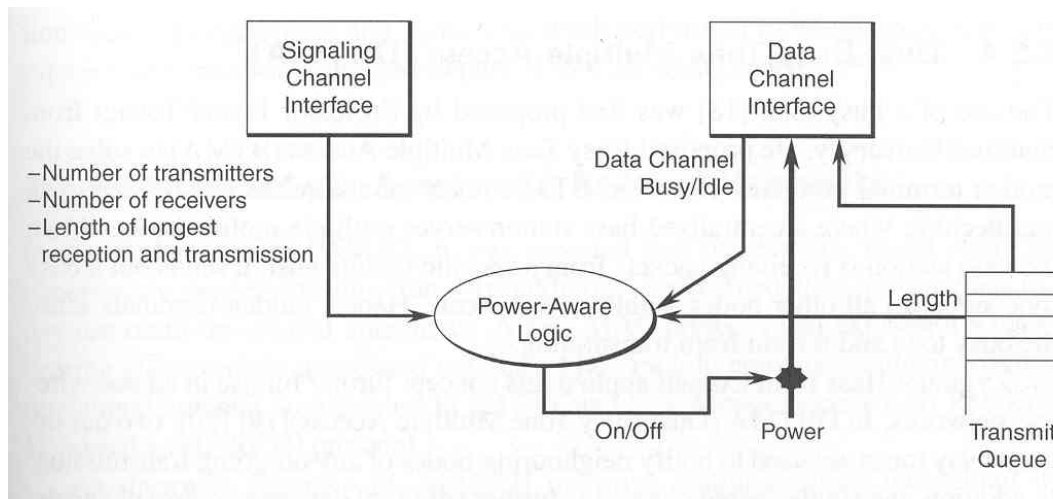 Signaling
Channel
Interface
Data
Channel
Interface
–Number of transmitters
–Number of receivers
–Length of longest
reception and transmission
Data Channel
Busy/Idle
Power-Aware
Logic
Length
On/Off
Power
Transmit
Queue